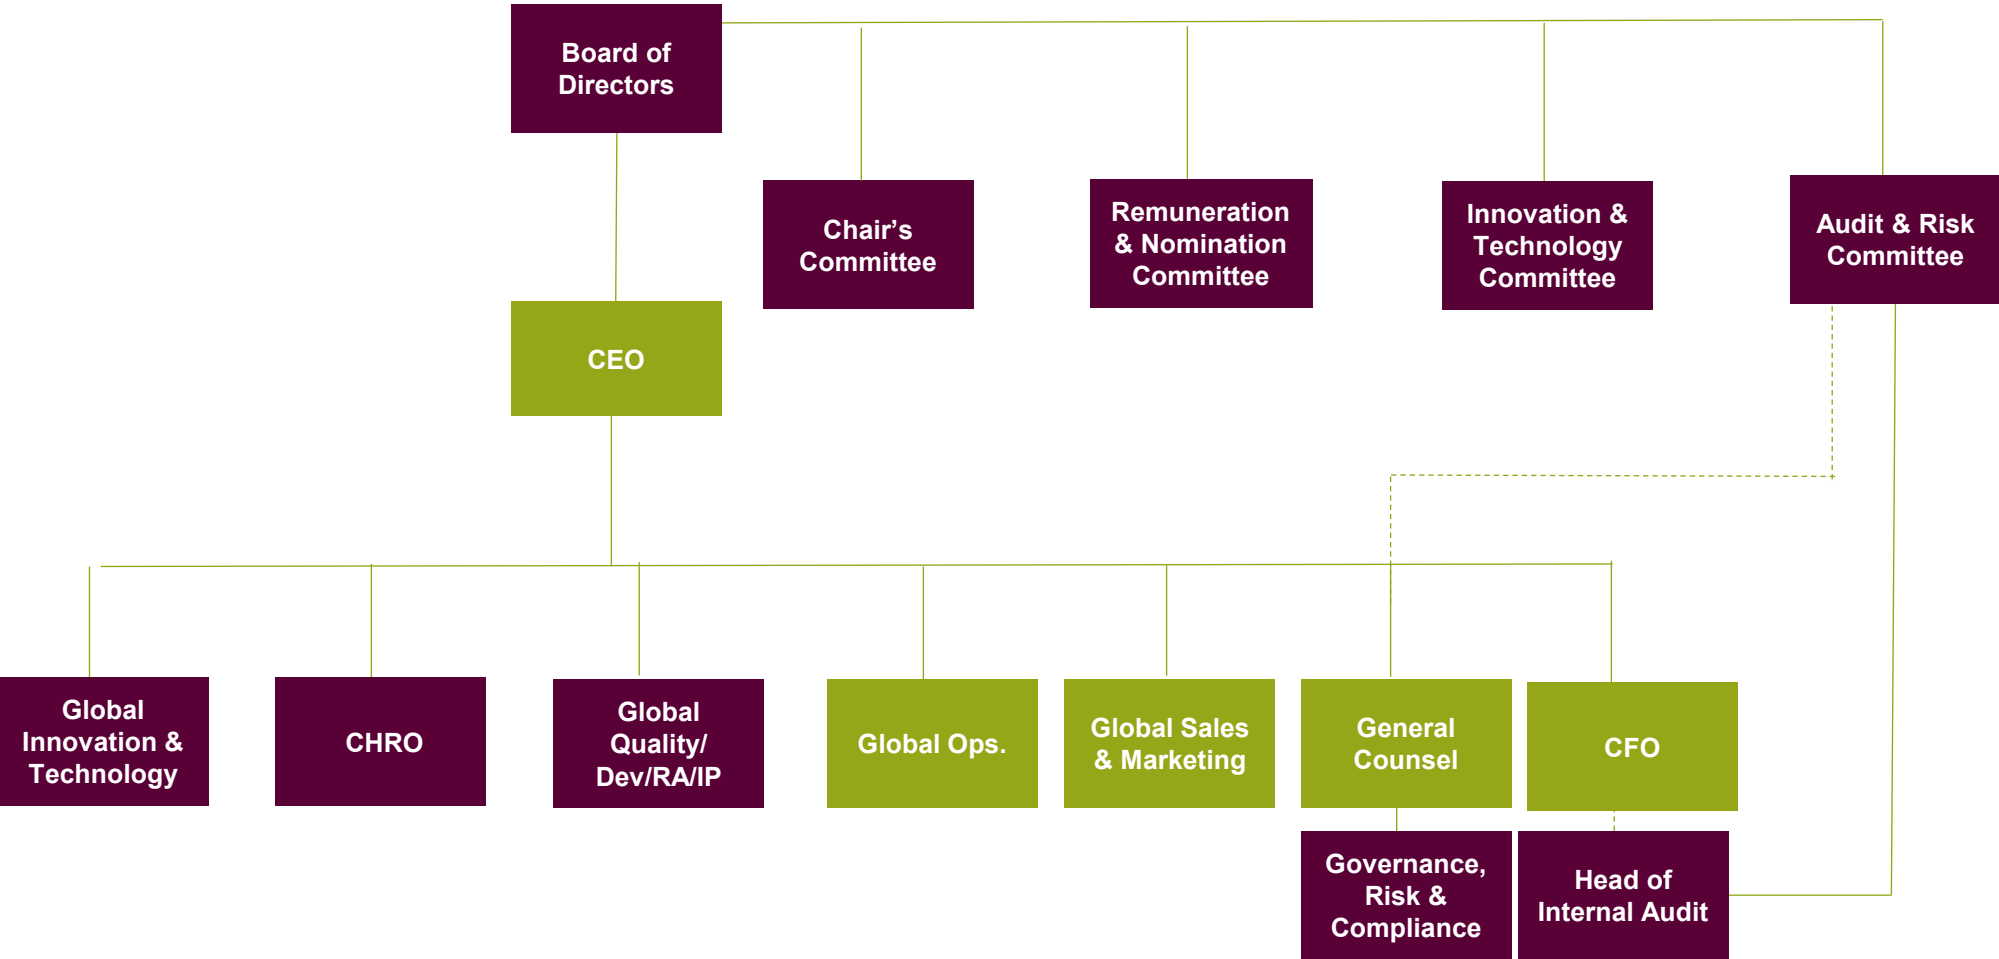 Board of
Directors
Chair’s
Committee
Remuneration
& Nomination
Committee
Innovation &
Technology
Committee
Audit & Risk
Committee
CEO
Global
Innovation &
Technology
CHRO
Global
Quality/
Dev/RA/IP
Global Ops.
Global Sales
& Marketing
General
Counsel
CFO
Governance,
Risk &
Compliance
Head of
Internal Audit